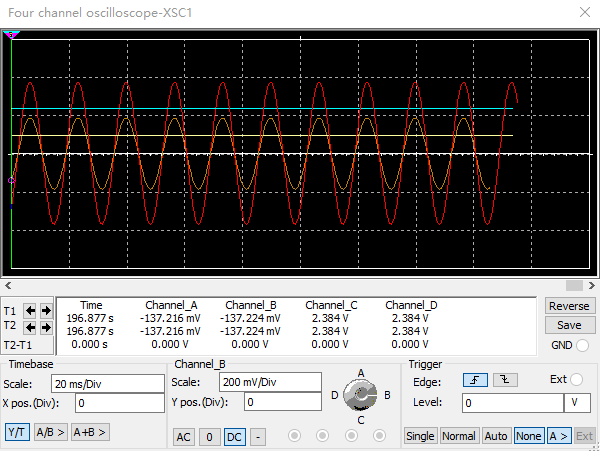 Four channel oscilloscope-XSC1
Time Channel_A Channel_B Channel_C Channel_D
T1 196.877 s -137.216 mV -137.224 mV 2.384 V 2.384 V
T2 196.877 s -137.216 mV -137.224 mV 2.384 V 2.384 V
T2-T1 0.000 s 0.000 V 0.000 V 0.000 V 0.000 V
Reverse
Save
GND
Timebase
Scale: 20 ms/Div
X pos.(Div): 0
Y/T A/B > A+B >
Channel_B
Scale: 200 mV/Div
Y pos.(Div): 0
AC 0 DC -
A
D B
C
Trigger
Edge: Ext
Level: 0 V
Single Normal Auto None A > Ext